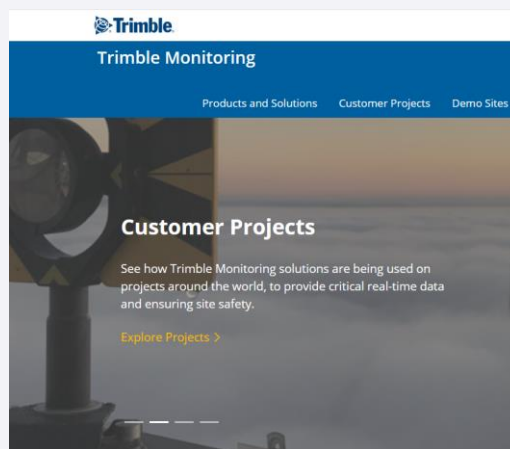 Trimble
Trimble Monitoring
Products and Solutions Customer Projects Demo Sites
Customer Projects
See how Trimble Monitoring solutions are being used on
projects around the world, to provide critical real-time data
and ensuring site safety.
Explore Projects >